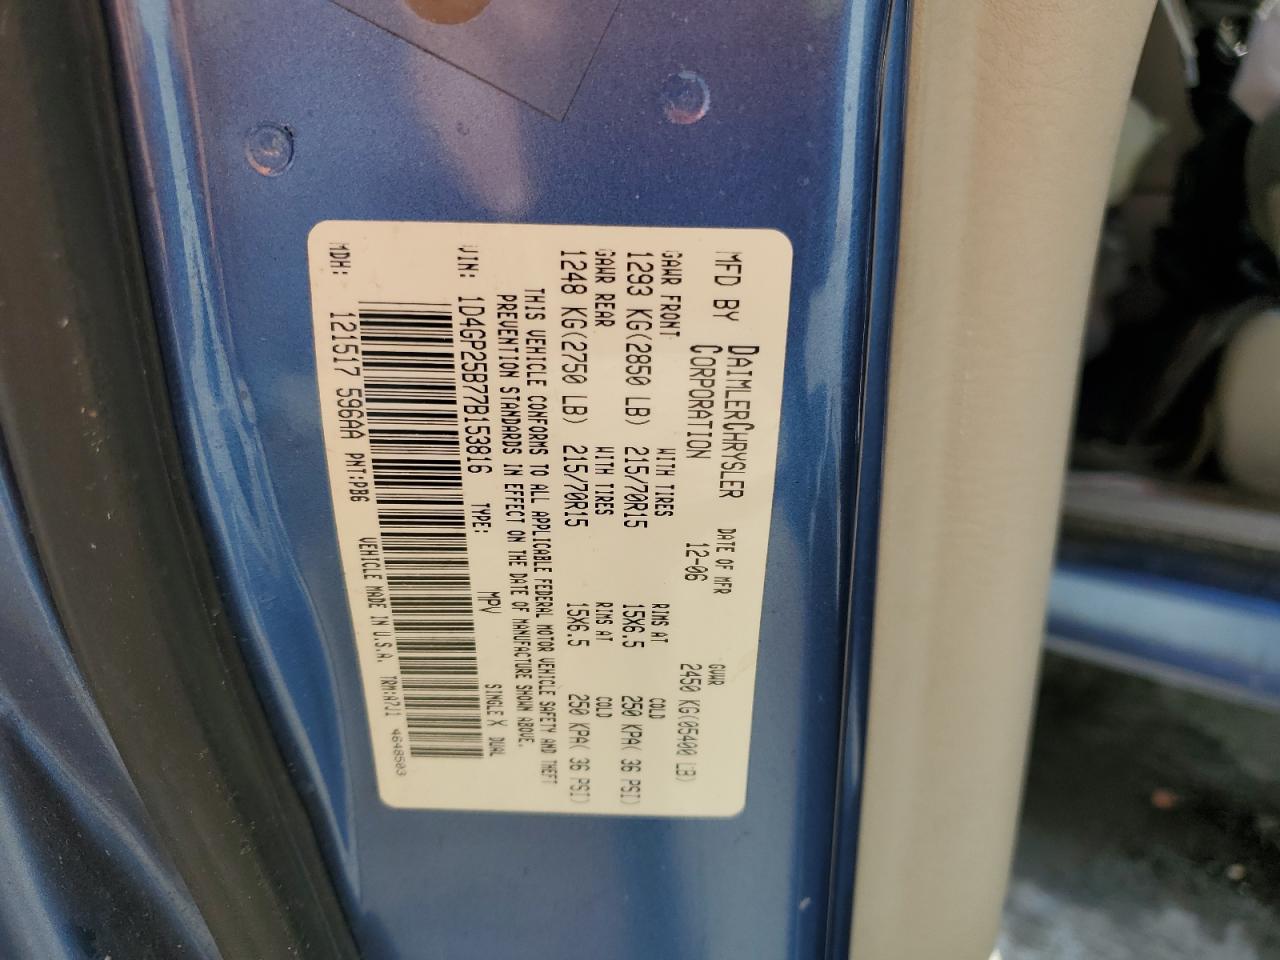 MFD BY DAIMLERCHRYSLER CORPORATION DATE OF MFR 12-06 GVWR 2450 KG(05400 LB)
GAWR FRONT WITH TIRES RIMS AT COLD
1293 KG(2850 LB) 215/70R15 15X6.5 250 KPA( 36 PSI)
GAWR REAR WITH TIRES RIMS AT COLD
1248 KG(2750 LB) 215/70R15 15X6.5 250 KPA( 36 PSI)
THIS VEHICLE CONFORMS TO ALL APPLICABLE FEDERAL MOTOR VEHICLE SAFETY AND THEFT
PREVENTION STANDARDS IN EFFECT ON THE DATE OF MANUFACTURE SHOWN ABOVE.
VIN: 1D4GP25B77B153816 TYPE: MPV SINGLE X DUAL
MDH: 121517 596AA PNT:PB6 VEHICLE MADE IN U.S.A. TRM:A7J1 4648503